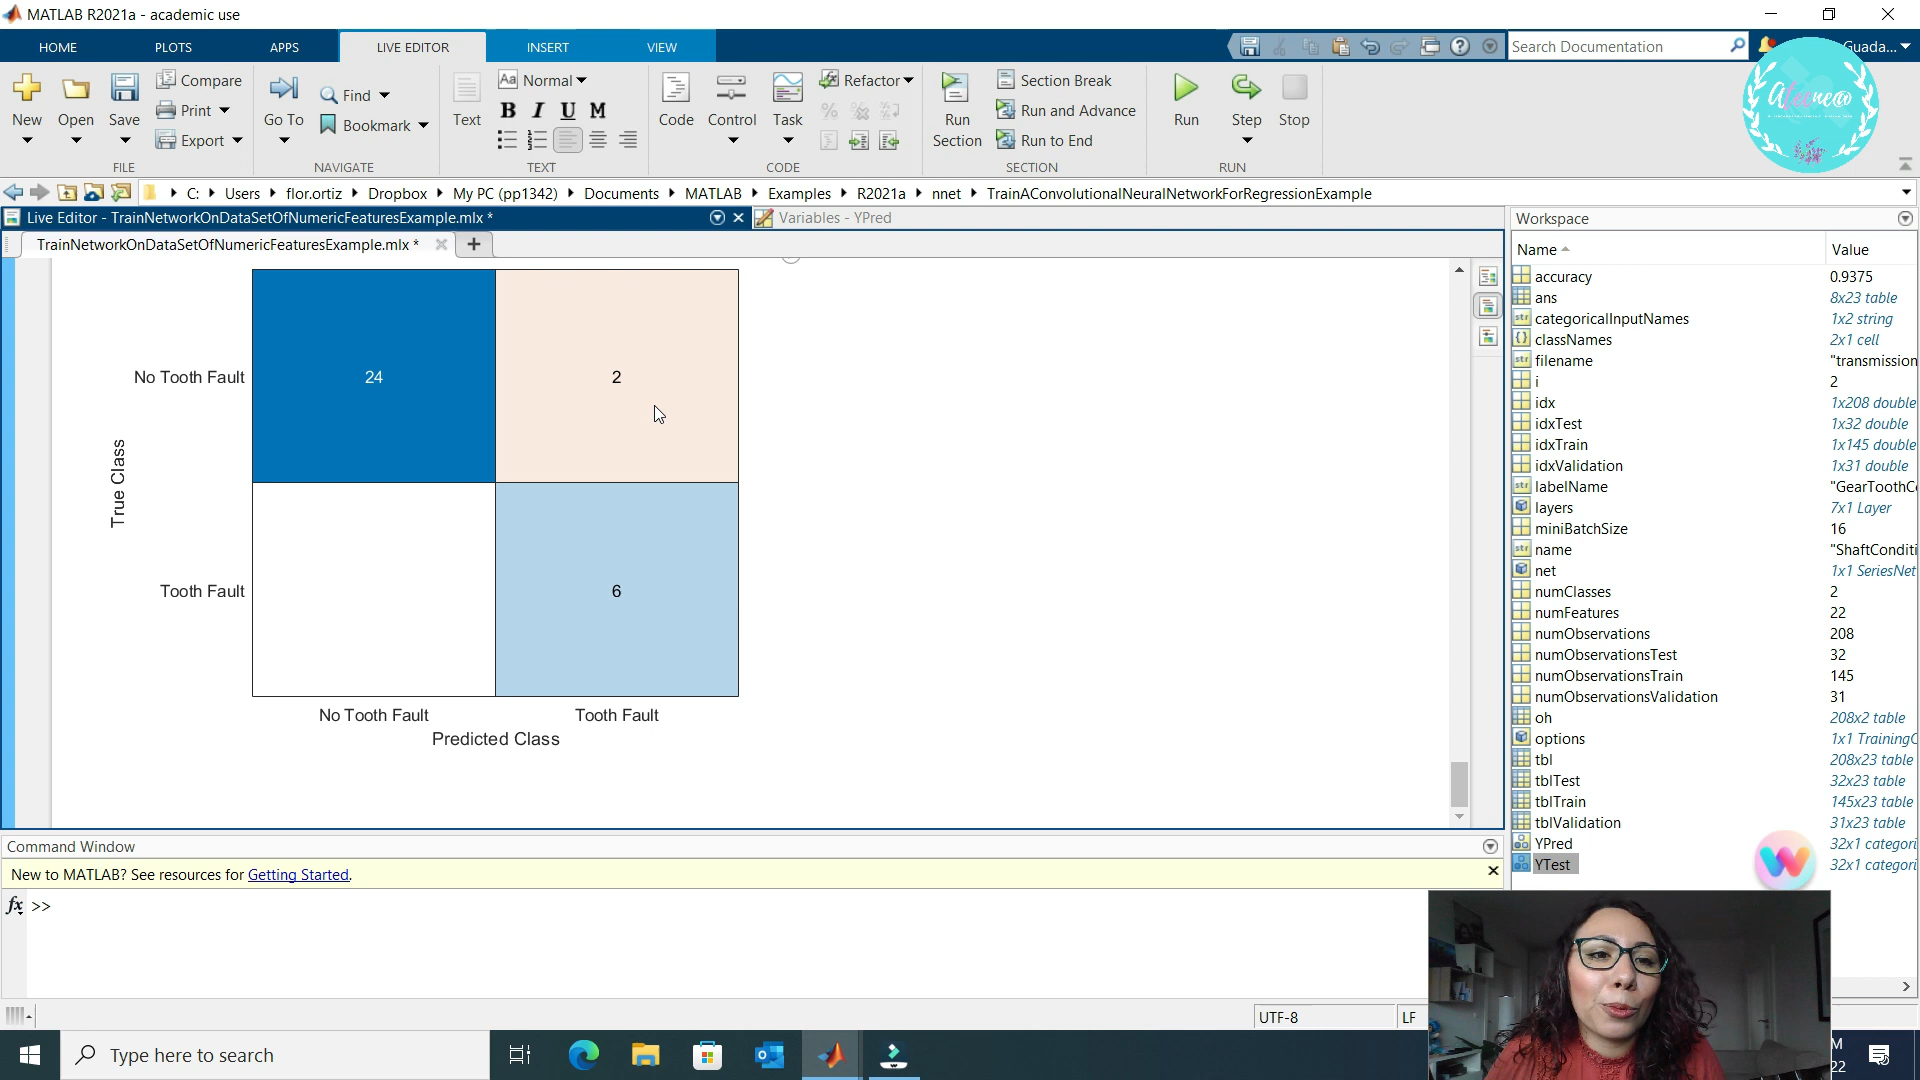 MATLAB R2021a - academic use
HOME PLOTS APPS LIVE EDITOR INSERT VIEW
Search Documentation
Guada...
New Open Save
Compare
Print
Export
FILE
Go To
Find
Bookmark
NAVIGATE
Text
Aa Normal
B I U M
TEXT
Code Control Task
Refactor
CODE
Run Section
Section Break
Run and Advance
Run to End
SECTION
Run Step Stop
RUN
C: Users flor.ortiz Dropbox My PC (pp1342) Documents MATLAB Examples R2021a nnet TrainAConvolutionalNeuralNetworkForRegressionExample
Live Editor - TrainNetworkOnDataSetOfNumericFeaturesExample.mlx *
Variables - YPred
TrainNetworkOnDataSetOfNumericFeaturesExample.mlx *
No Tooth Fault
24 2
True Class
Tooth Fault
6
No Tooth Fault Tooth Fault
Predicted Class
Workspace
Name Value
accuracy 0.9375
ans 8x23 table
categoricalInputNames 1x2 string
classNames 2x1 cell
filename "transmission
i 2
idx 1x208 double
idxTest 1x32 double
idxTrain 1x145 double
idxValidation 1x31 double
labelName "GearToothC
layers 7x1 Layer
miniBatchSize 16
name "ShaftConditi
net 1x1 SeriesNet
numClasses 2
numFeatures 22
numObservations 208
numObservationsTest 32
numObservationsTrain 145
numObservationsValidation 31
oh 208x2 table
options 1x1 TrainingC
tbl 208x23 table
tblTest 32x23 table
tblTrain 145x23 table
tblValidation 31x23 table
YPred 32x1 categori
YTest 32x1 categori
Command Window
New to MATLAB? See resources for Getting Started.
fx >>
UTF-8 LF
Type here to search
M
22